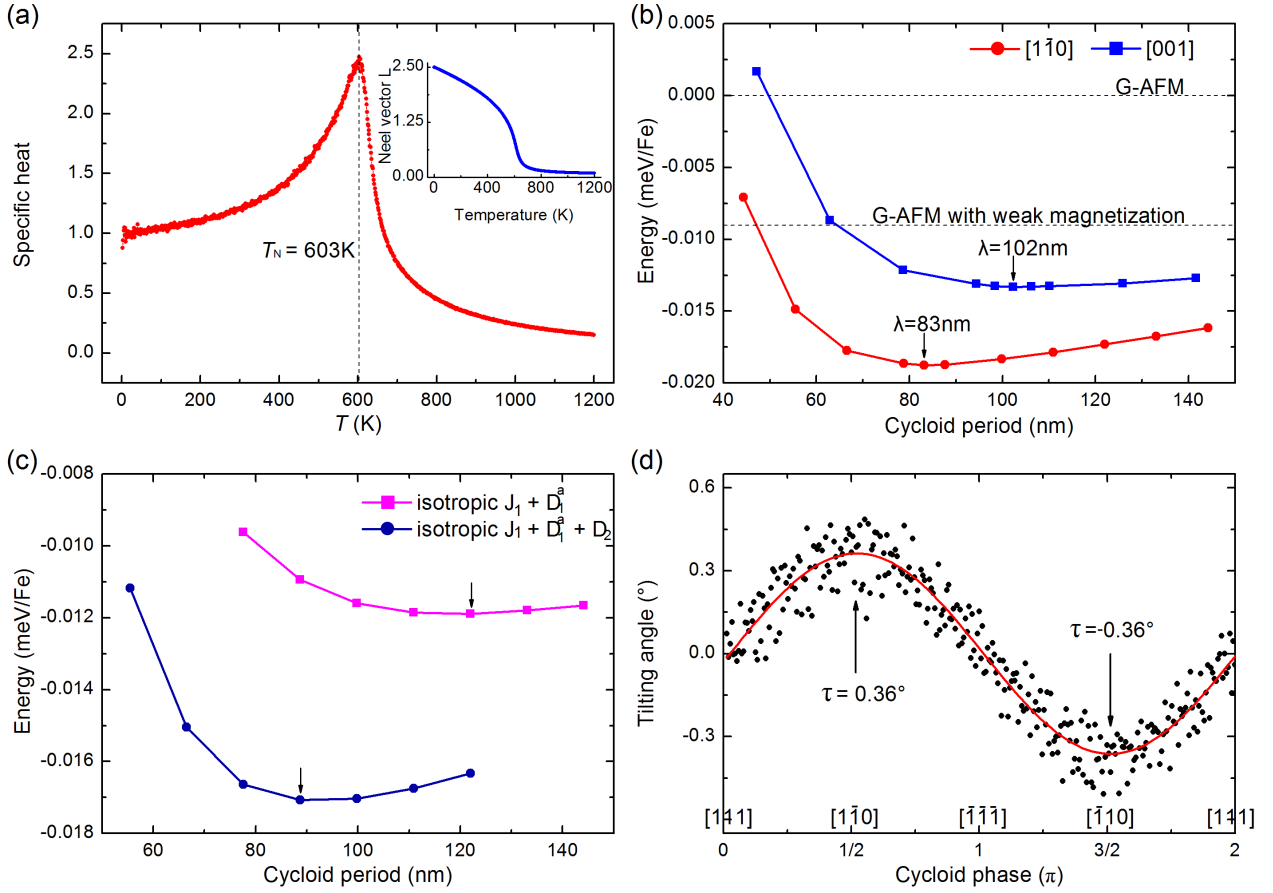 (a)
2.5
2.0
1.5
1.0
0.5
0.0
Specific heat
0
200
400
600
800
1000
1200
T (K)
TN = 603K
2.50
1.25
0.00
Neel vector L
0
400
800
1200
Temperature (K)
(b)
0.005
0.000
-0.005
-0.010
-0.015
-0.020
Energy (meV/Fe)
40
60
80
100
120
140
Cycloid period (nm)
[11̄0]
[001]
G-AFM
G-AFM with weak magnetization
λ=102nm
λ=83nm
(c)
-0.008
-0.010
-0.012
-0.014
-0.016
-0.018
Energy (meV/Fe)
60
80
100
120
140
Cycloid period (nm)
isotropic J1 + D1a
isotropic J1 + D1a + D2
(d)
0.6
0.3
0.0
-0.3
Tilting angle (°)
τ = 0.36°
τ = -0.36°
[111]
[11̄0]
[1̄1̄1̄]
[1̄10]
[111]
0
1/2
1
3/2
2
Cycloid phase (π)